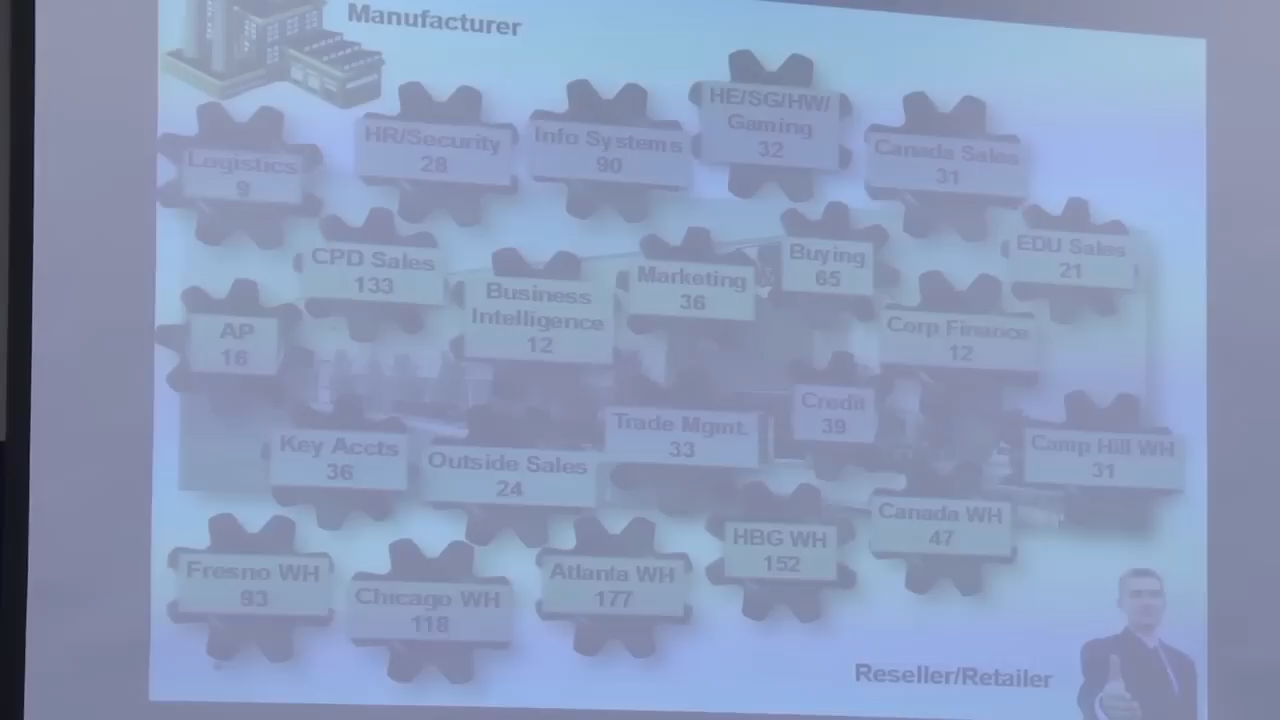 Manufacturer
Logistics
9
HR/Security
28
Info Systems
90
HE/SG/HW/
Gaming
32
Canada Sales
31
CPD Sales
133
Business
Intelligence
12
Marketing
36
Buying
65
EDU Sales
21
AP
16
Corp Finance
12
Key Accts
36
Outside Sales
24
Trade Mgmt.
33
Credit
39
Camp Hill WH
31
Fresno WH
93
Chicago WH
118
Atlanta WH
177
HBG WH
152
Canada WH
47
Reseller/Retailer